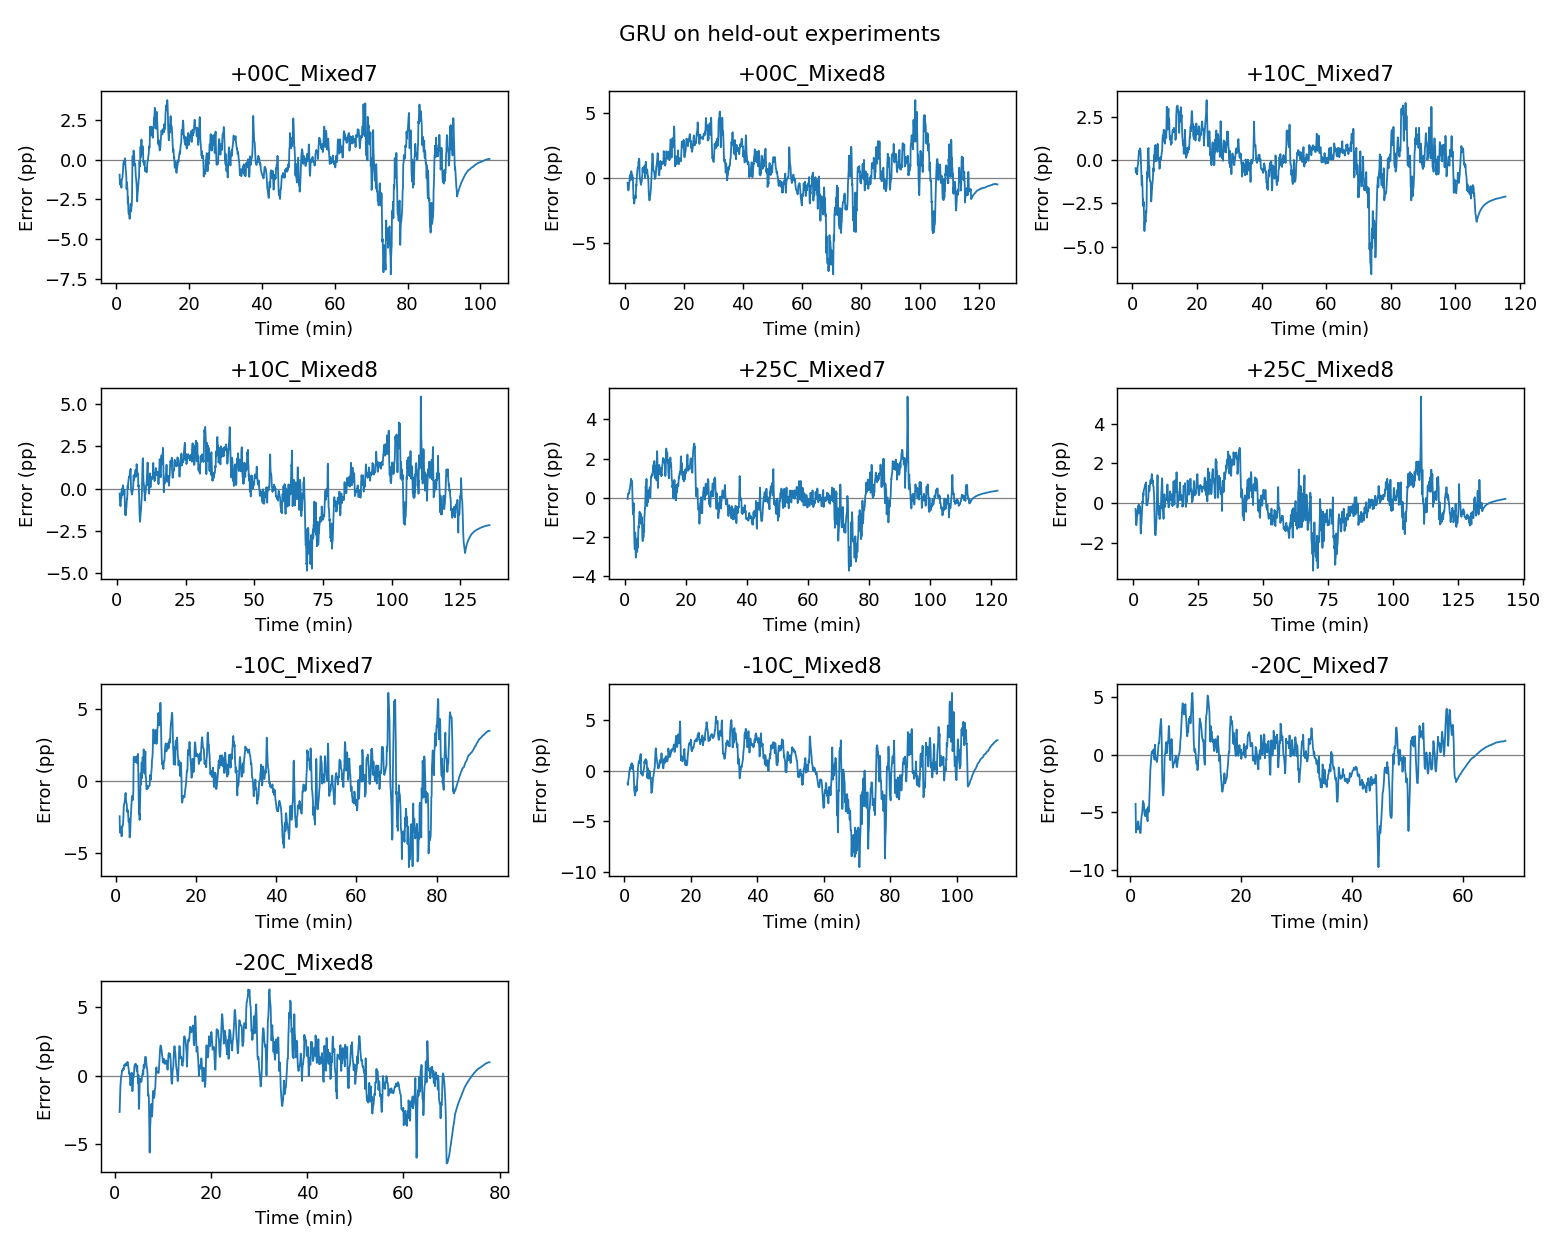 GRU on held-out experiments
+00C_Mixed7
+00C_Mixed8
+10C_Mixed7
Error (pp)
2.5
0.0
−2.5
−5.0
−7.5
0 20 40 60 80 100
Time (min)
Error (pp)
5
0
−5
0 20 40 60 80 100 120
Time (min)
Error (pp)
2.5
0.0
−2.5
−5.0
0 20 40 60 80 100 120
Time (min)
+10C_Mixed8
+25C_Mixed7
+25C_Mixed8
Error (pp)
5.0
2.5
0.0
−2.5
−5.0
0 25 50 75 100 125
Time (min)
Error (pp)
4
2
0
−2
−4
0 20 40 60 80 100 120
Time (min)
Error (pp)
4
2
0
−2
0 25 50 75 100 125 150
Time (min)
-10C_Mixed7
-10C_Mixed8
-20C_Mixed7
Error (pp)
5
0
−5
0 20 40 60 80
Time (min)
Error (pp)
5
0
−5
−10
0 20 40 60 80 100
Time (min)
Error (pp)
5
0
−5
−10
0 20 40 60
Time (min)
-20C_Mixed8
Error (pp)
5
0
−5
0 20 40 60 80
Time (min)